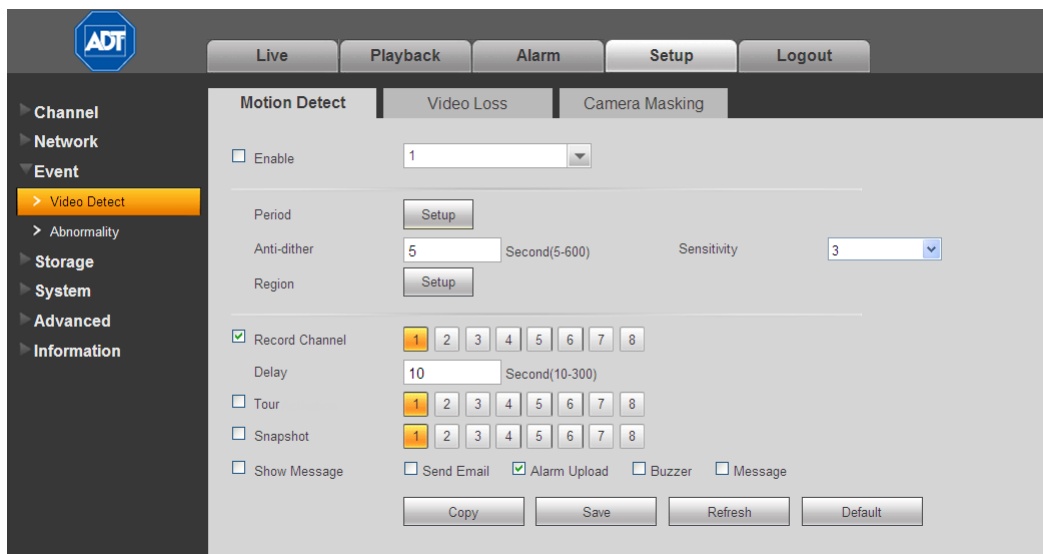 ADT
Live Playback Alarm Setup Logout
Motion Detect Video Loss Camera Masking
Channel
Network
Event
Video Detect
Abnormality
Storage
System
Advanced
Information
Enable 1
Period Setup
Anti-dither 5 Second(5-600) Sensitivity 3
Region Setup
Record Channel 1 2 3 4 5 6 7 8
Delay 10 Second(10-300)
Tour 1 2 3 4 5 6 7 8
Snapshot 1 2 3 4 5 6 7 8
Show Message Send Email Alarm Upload Buzzer Message
Copy Save Refresh Default